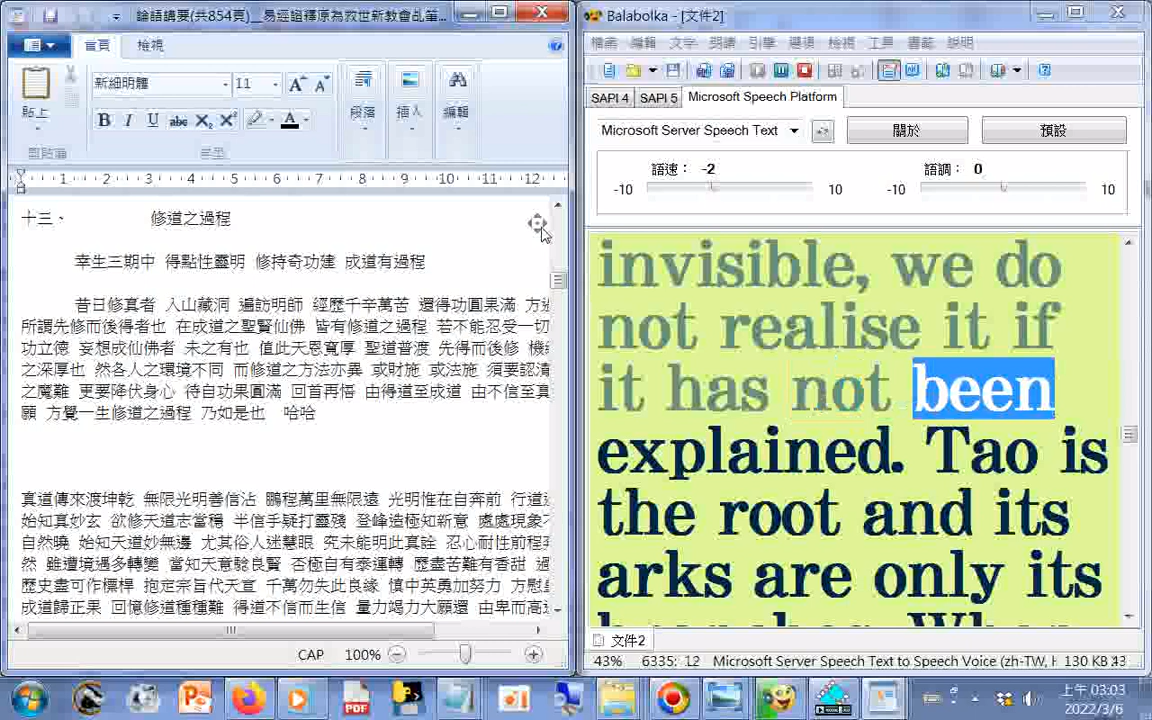 論語講要(共854頁)__易經證釋原為救世新教會乩筆...
首頁
檢視
新細明體
11
貼上
剪貼簿
字型
段落
插入
編輯
1 2 3 4 5 6 7 8 9 10 11 12
十三、 修道之過程
幸生三期中 得點性靈明 修持奇功建 成道有過程
昔日修真者 入山藏洞 遍訪明師 經歷千辛萬苦 還得功圓果滿 方
所謂先修而後得者也 在成道之聖賢仙佛 皆有修道之過程 若不能忍受一切
功立德 妄想成仙佛者 未之有也 值此天恩寬厚 聖道普渡 先得而後修 機
之深厚也 然各人之環境不同 而修道之方法亦異 或財施 或法施 須要認清
之魔難 更要降伏身心 待自功果圓滿 回首再悟 由得道至成道 由不信至真
願 方覺一生修道之過程 乃如是也 哈哈
真道傳來渡坤乾 無限光明善信沾 鵬程萬里無限遠 光明惟在自奔前 行道
始知真妙玄 欲修天道志當穩 半信手疑打靈殘 登峰造極知新意 處處現象
自然曉 始知天道妙無邊 尤其俗人迷慧眼 究未能明此真詮 忍心耐性前程
然 雖遭境遇多轉變 當知天意驗良賢 否極自有泰運轉 歷盡苦難有香甜
歷史盡可作標桿 抱定宗旨代天宣 千萬勿失此良緣 慎中英勇加努力 方慰
成道歸正果 回憶修道種種難 得道不信而生信 量力竭力大願還 由卑而高
CAP 100%
Balabolka - [文件2]
檔案 編輯 文字 朗讀 引擎 選項 檢視 工具 書籤 說明
SAPI 4 SAPI 5 Microsoft Speech Platform
Microsoft Server Speech Text
關於
預設
語速： -2
語調： 0
-10 10 -10 10
invisible, we do
not realise it if
it has not been
explained. Tao is
the root and its
arks are only its
文件2
43% 6335: 12 Microsoft Server Speech Text to Speech Voice (zh-TW, H 130 KB
上午 03:03
2022/3/6